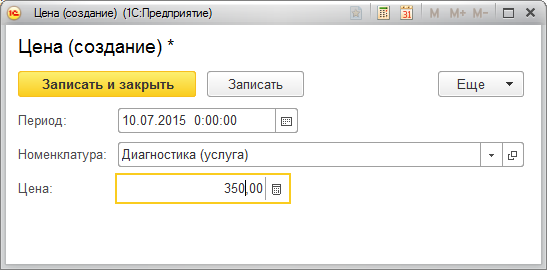 Цена (создание) (1С:Предприятие)
M M+ M-
Цена (создание) *
Записать и закрыть Записать Еще
Период: 10.07.2015 0:00:00
Номенклатура: Диагностика (услуга)
Цена: 350,00